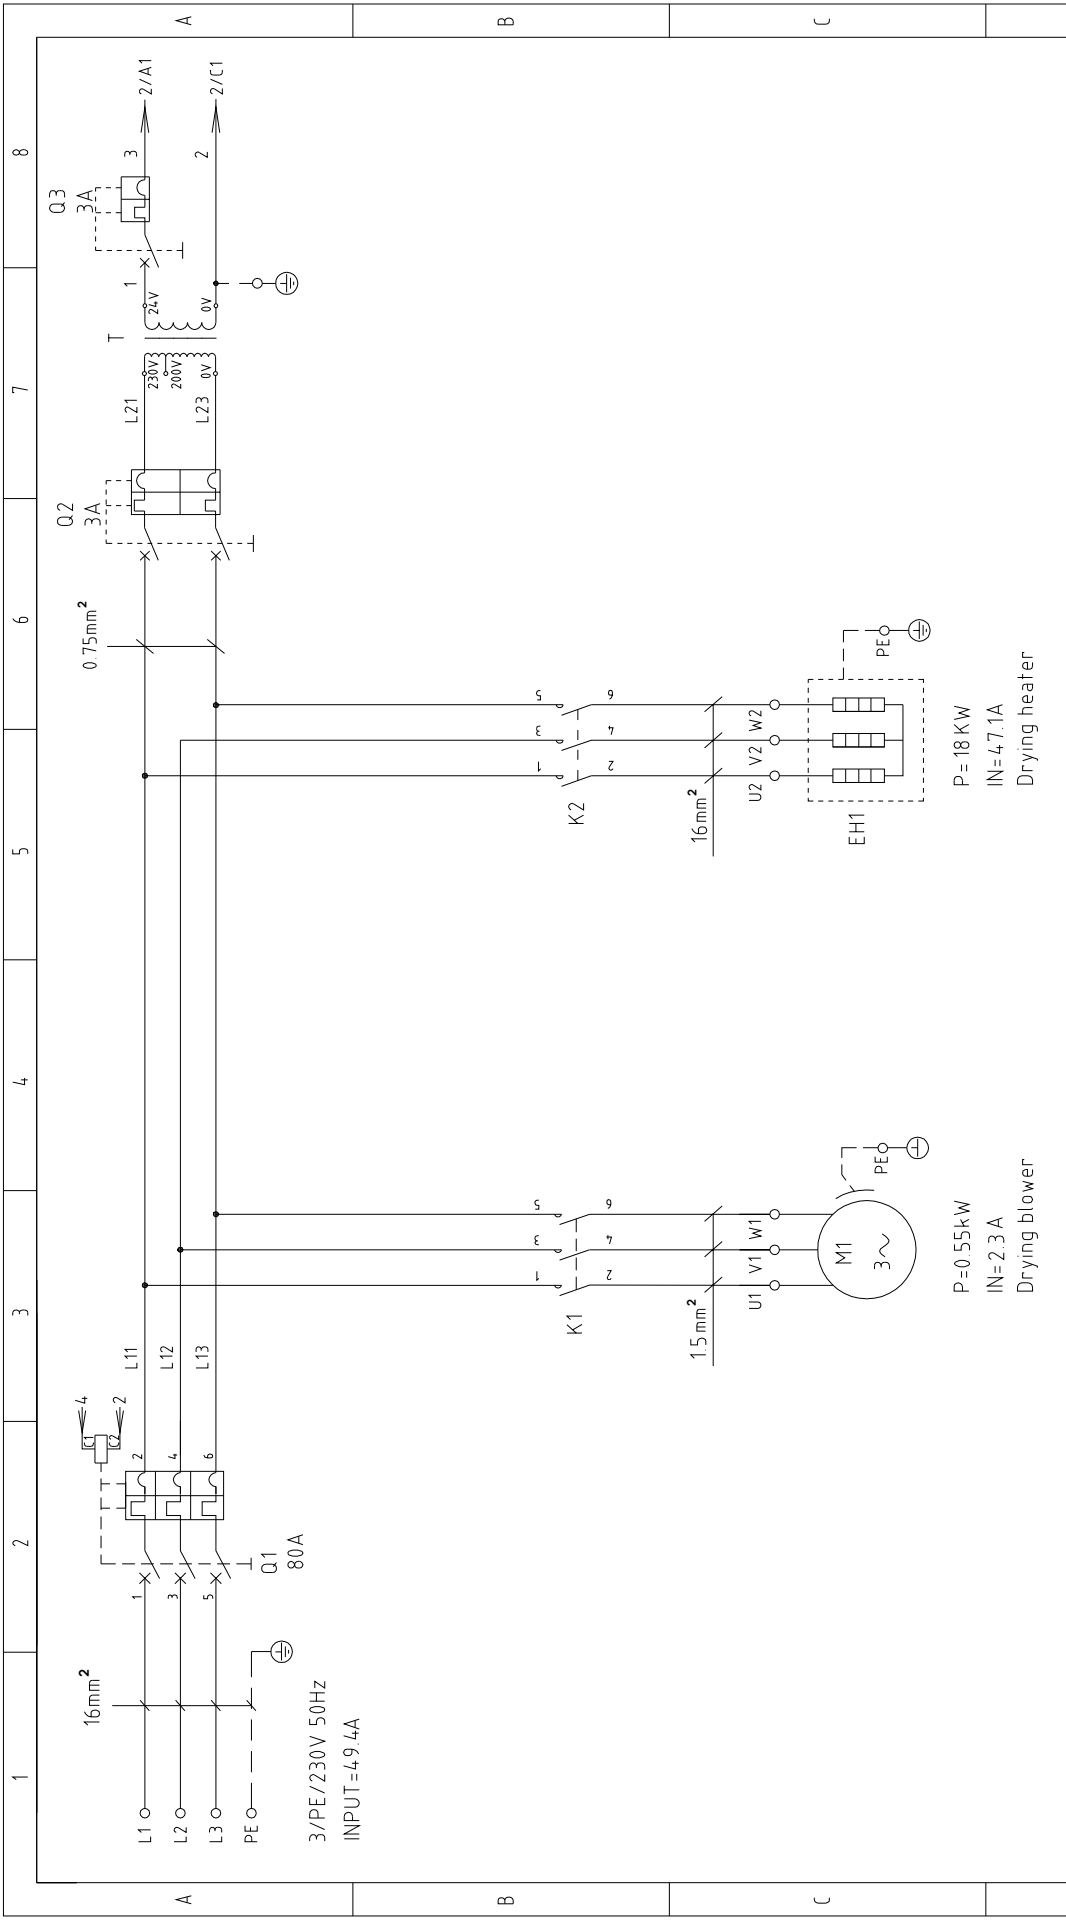 1
2
3
4
5
6
7
8
A
B
C
A
B
C
L1
L2
L3
PE
16mm²
3/PE/230V 50Hz
INPUT=49.4A
1
3
5
Q1
80A
2
4
6
C1
C2
4
2
L11
L12
L13
1
3
5
K1
2
4
6
1.5mm²
U1
V1
W1
M1
3~
PE
P=0.55kW
IN=2.3A
Drying blower
1
3
5
K2
2
4
6
16mm²
U2
V2
W2
EH1
PE
P=18KW
IN=47.1A
Drying heater
0.75mm²
Q2
3A
L21
L23
230V
200V
0V
T
24V
0V
1
Q3
3A
3
2
2/A1
2/C1